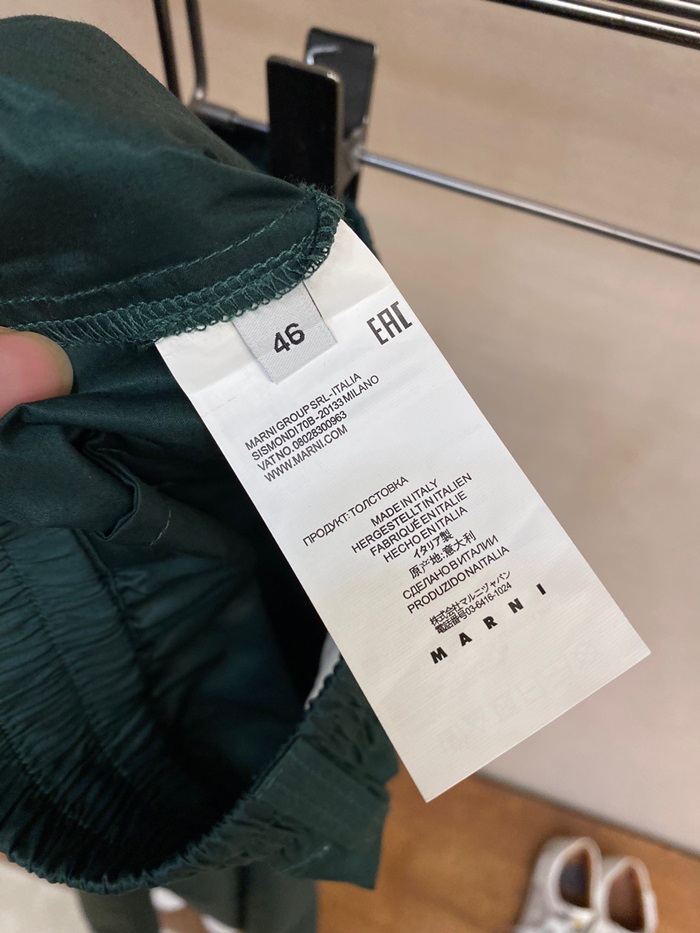 46
EAC
MARNI GROUP SRL - ITALIA
SISMONDI 70B - 20133 MILANO
VAT NO. 08028300963
WWW.MARNI.COM
ПРОДУКТ: ТОЛСТОВКА
MADE IN ITALY
HERGESTELLT IN ITALIEN
FABRIQUÉ EN ITALIE
HECHO EN ITALIA
イタリア製
原产地:意大利
СДЕЛАНО В ИТАЛИИ
PRODUZIDO NA ITALIA
株式会社マルニジャパン
電話番号03-6416-1024
MARNI